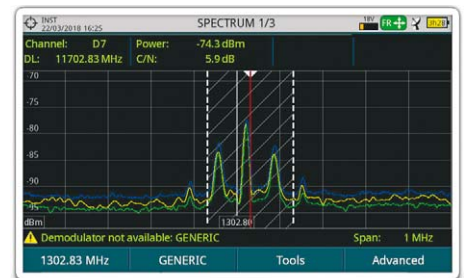 INST
22/03/2018 16:25
SPECTRUM 1/3
18V
FR
3h20
Channel: D7 Power: -74.3 dBm
DL: 11702.83 MHz C/N: 5.9 dB
-70
-75
-80
-85
-90
-95
dBm
1302.80
Demodulator not available: GENERIC Span: 1 MHz
1302.83 MHz GENERIC Tools Advanced